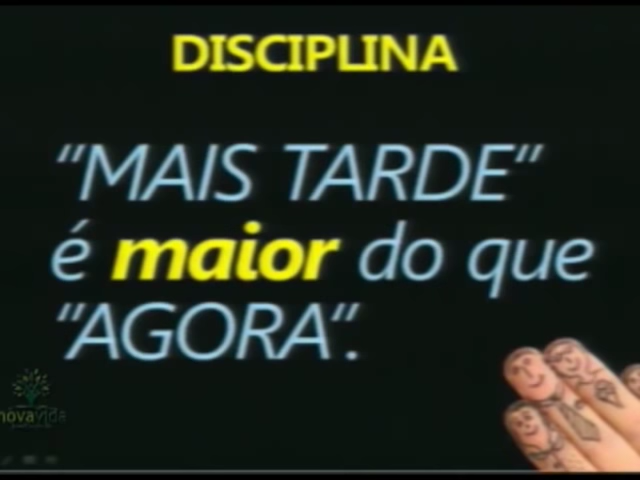 DISCIPLINA
“MAIS TARDE”
é maior do que
“AGORA”.
novavida